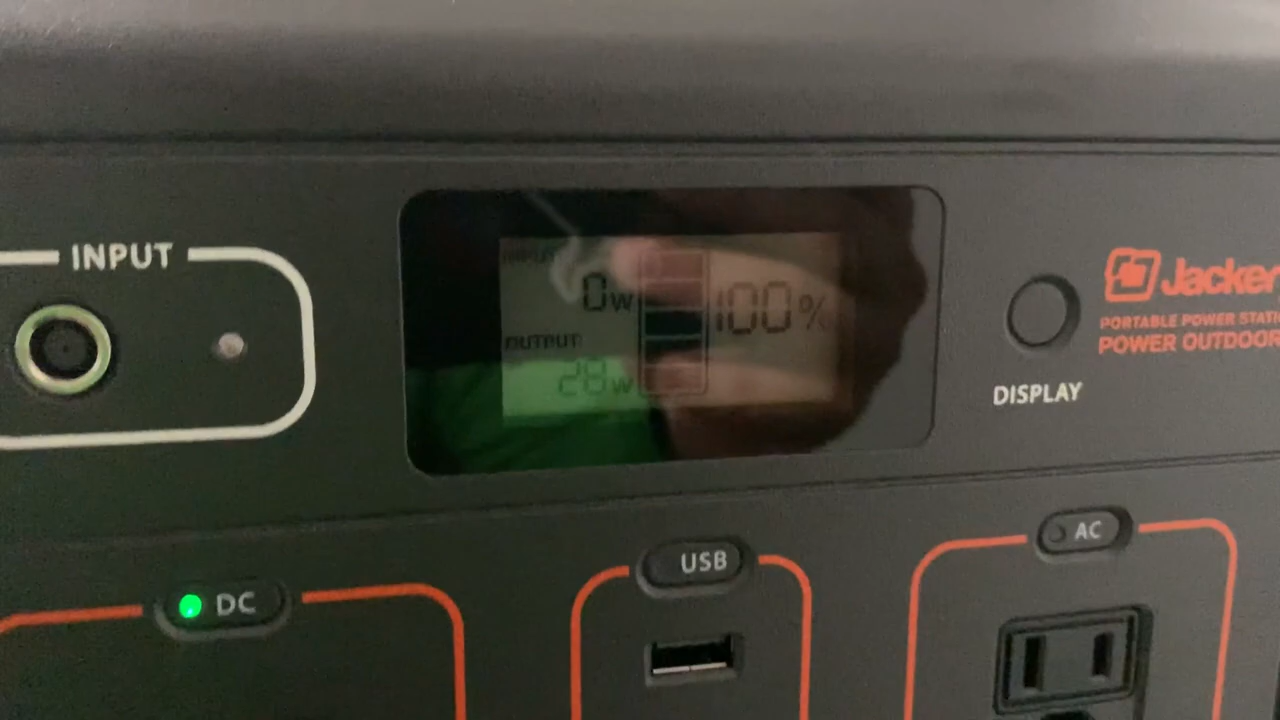 INPUT
INPUT
0w
100%
OUTPUT
28w
DISPLAY
Jacker
PORTABLE POWER STATI
POWER OUTDOOR
DC
USB
AC